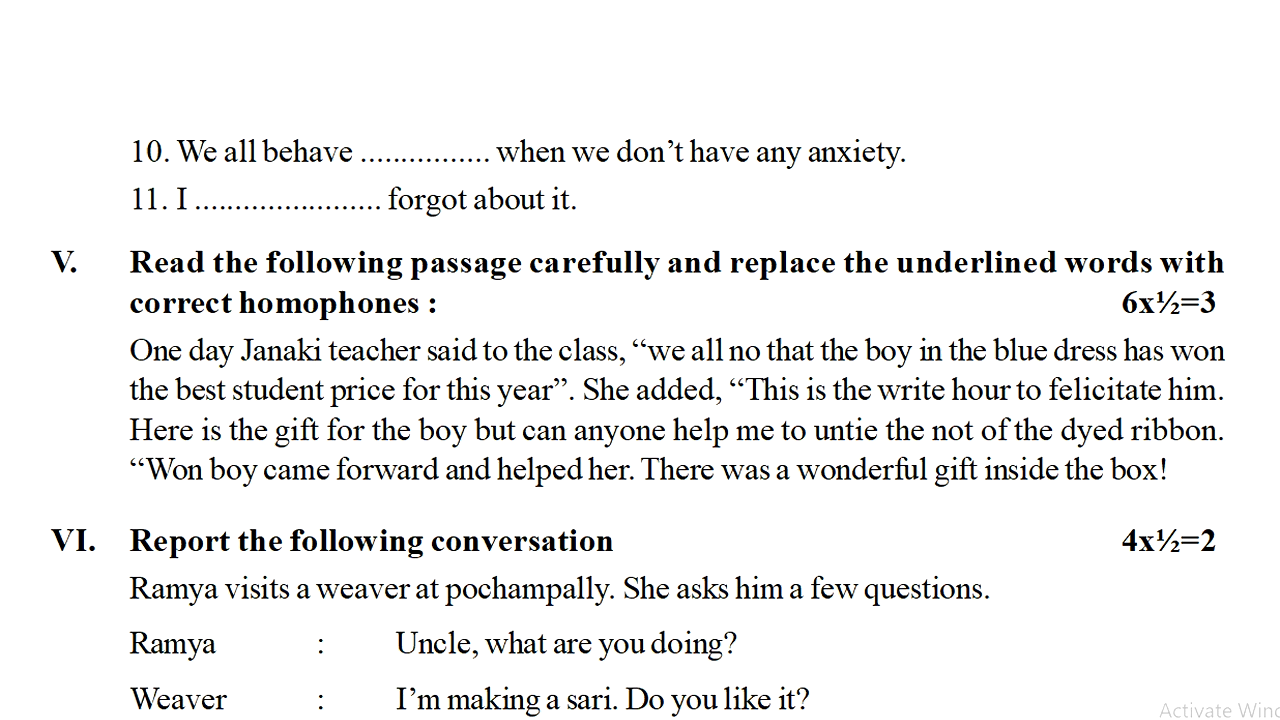 10. We all behave ................ when we don’t have any anxiety.
11. I ....................... forgot about it.
V. Read the following passage carefully and replace the underlined words with
correct homophones : 6x½=3
One day Janaki teacher said to the class, “we all no that the boy in the blue dress has won
the best student price for this year”. She added, “This is the write hour to felicitate him.
Here is the gift for the boy but can anyone help me to untie the not of the dyed ribbon.
“Won boy came forward and helped her. There was a wonderful gift inside the box!
VI. Report the following conversation 4x½=2
Ramya visits a weaver at pochampally. She asks him a few questions.
Ramya : Uncle, what are you doing?
Weaver : I’m making a sari. Do you like it?
Activate Wind